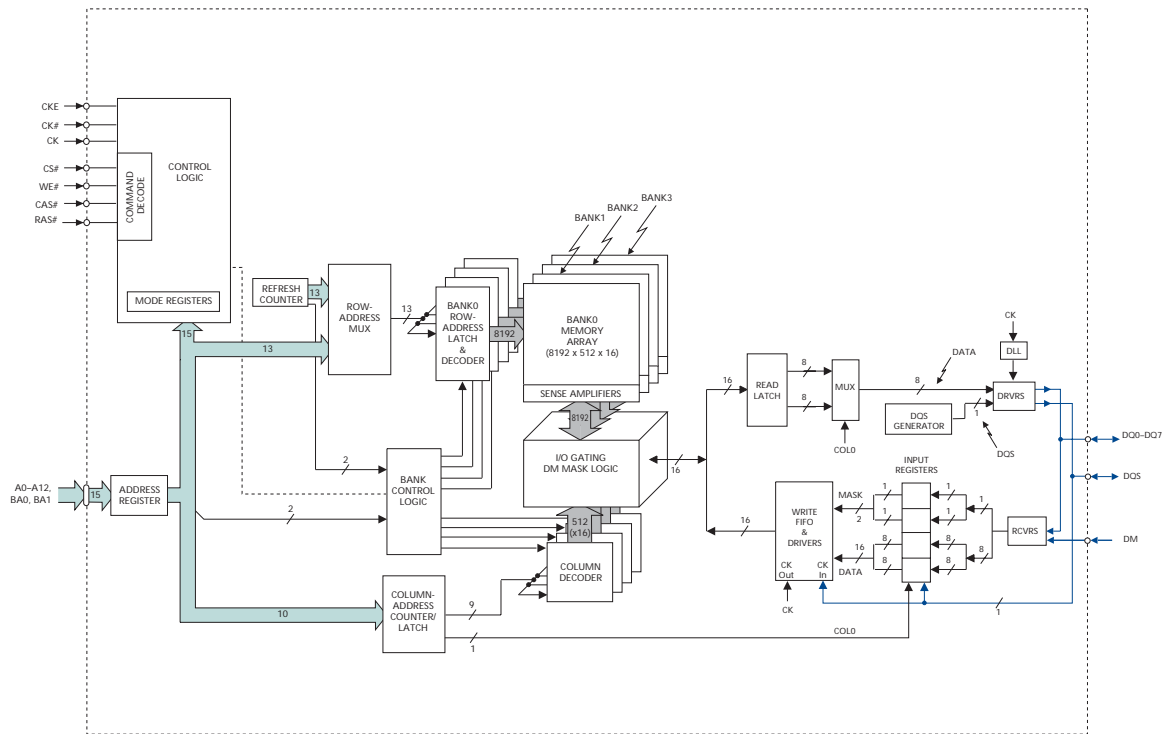 CKE
CK#
CK
CS#
WE#
CAS#
RAS#
COMMAND
DECODE
CONTROL
LOGIC
MODE REGISTERS
15
REFRESH
COUNTER
13
13
ROW-
ADDRESS
MUX
13
BANK0
ROW-
ADDRESS
LATCH
&
DECODER
8192
BANK1
BANK2
BANK3
BANK0
MEMORY
ARRAY
(8192 x 512 x 16)
SENSE AMPLIFIERS
8192
I/O GATING
DM MASK LOGIC
16
512
(x16)
COLUMN
DECODER
2
2
BANK
CONTROL
LOGIC
A0–A12,
BA0, BA1
15
ADDRESS
REGISTER
10
COLUMN-
ADDRESS
COUNTER/
LATCH
9
1
COL0
16
READ
LATCH
8
8
MUX
COL0
8
DATA
DQS
GENERATOR
1
DQS
CK
DLL
DRVRS
DQ0–DQ7
DQS
DM
INPUT
REGISTERS
16
WRITE
FIFO
&
DRIVERS
CK
Out
CK
In
CK
MASK
2
16
DATA
1
1
8
8
1
1
8
8
1
8
RCVRS
1